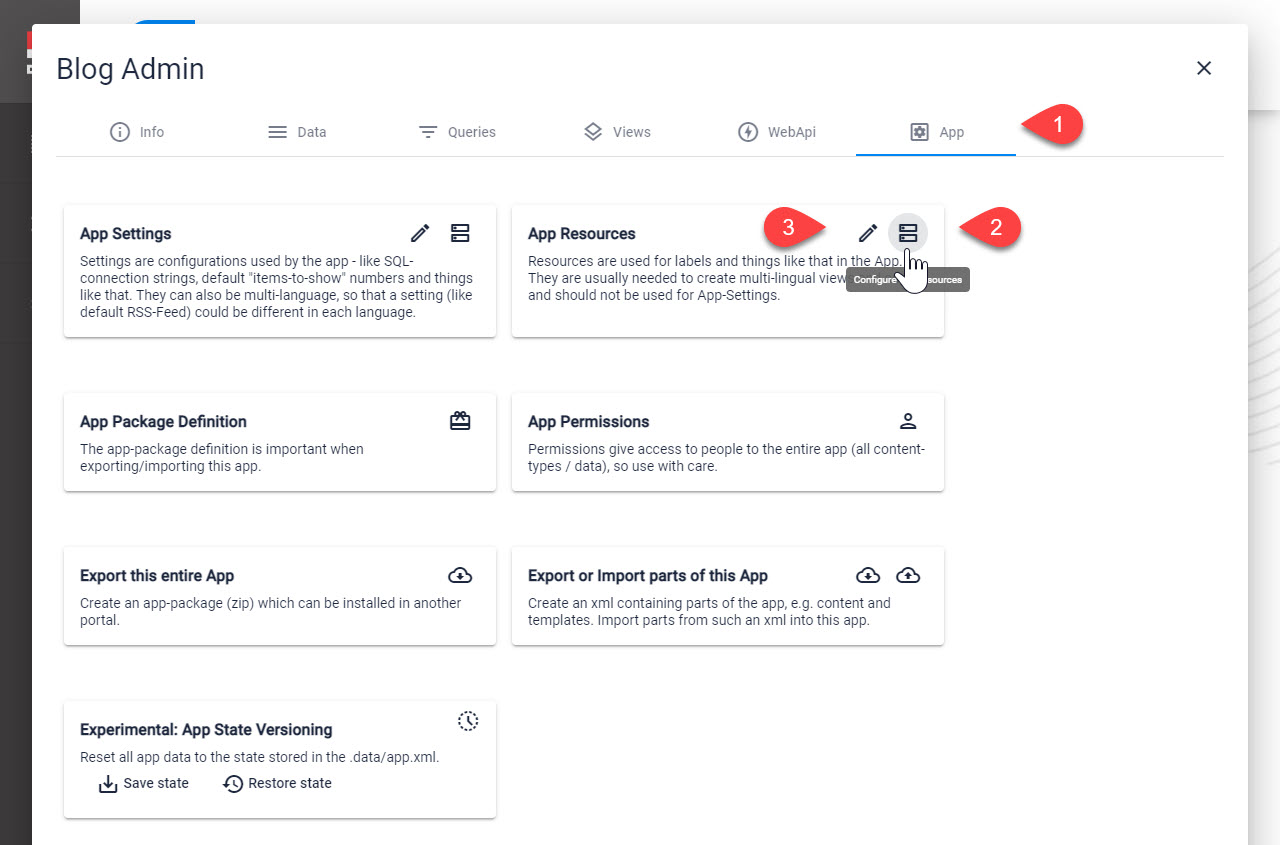 Blog Admin
Info
Data
Queries
Views
WebApi
App
1
App Settings
Settings are configurations used by the app - like SQL-
connection strings, default "items-to-show" numbers and things
like that. They can also be multi-language, so that a setting (like
default RSS-Feed) could be different in each language.
App Resources
3
2
Resources are used for labels and things like that in the App.
They are usually needed to create multi-lingual views
and should not be used for App-Settings.
Configure
App Package Definition
The app-package definition is important when
exporting/importing this app.
App Permissions
Permissions give access to people to the entire app (all content-
types / data), so use with care.
Export this entire App
Create an app-package (zip) which can be installed in another
portal.
Export or Import parts of this App
Create an xml containing parts of the app, e.g. content and
templates. Import parts from such an xml into this app.
Experimental: App State Versioning
Reset all app data to the state stored in the .data/app.xml.
Save state
Restore state